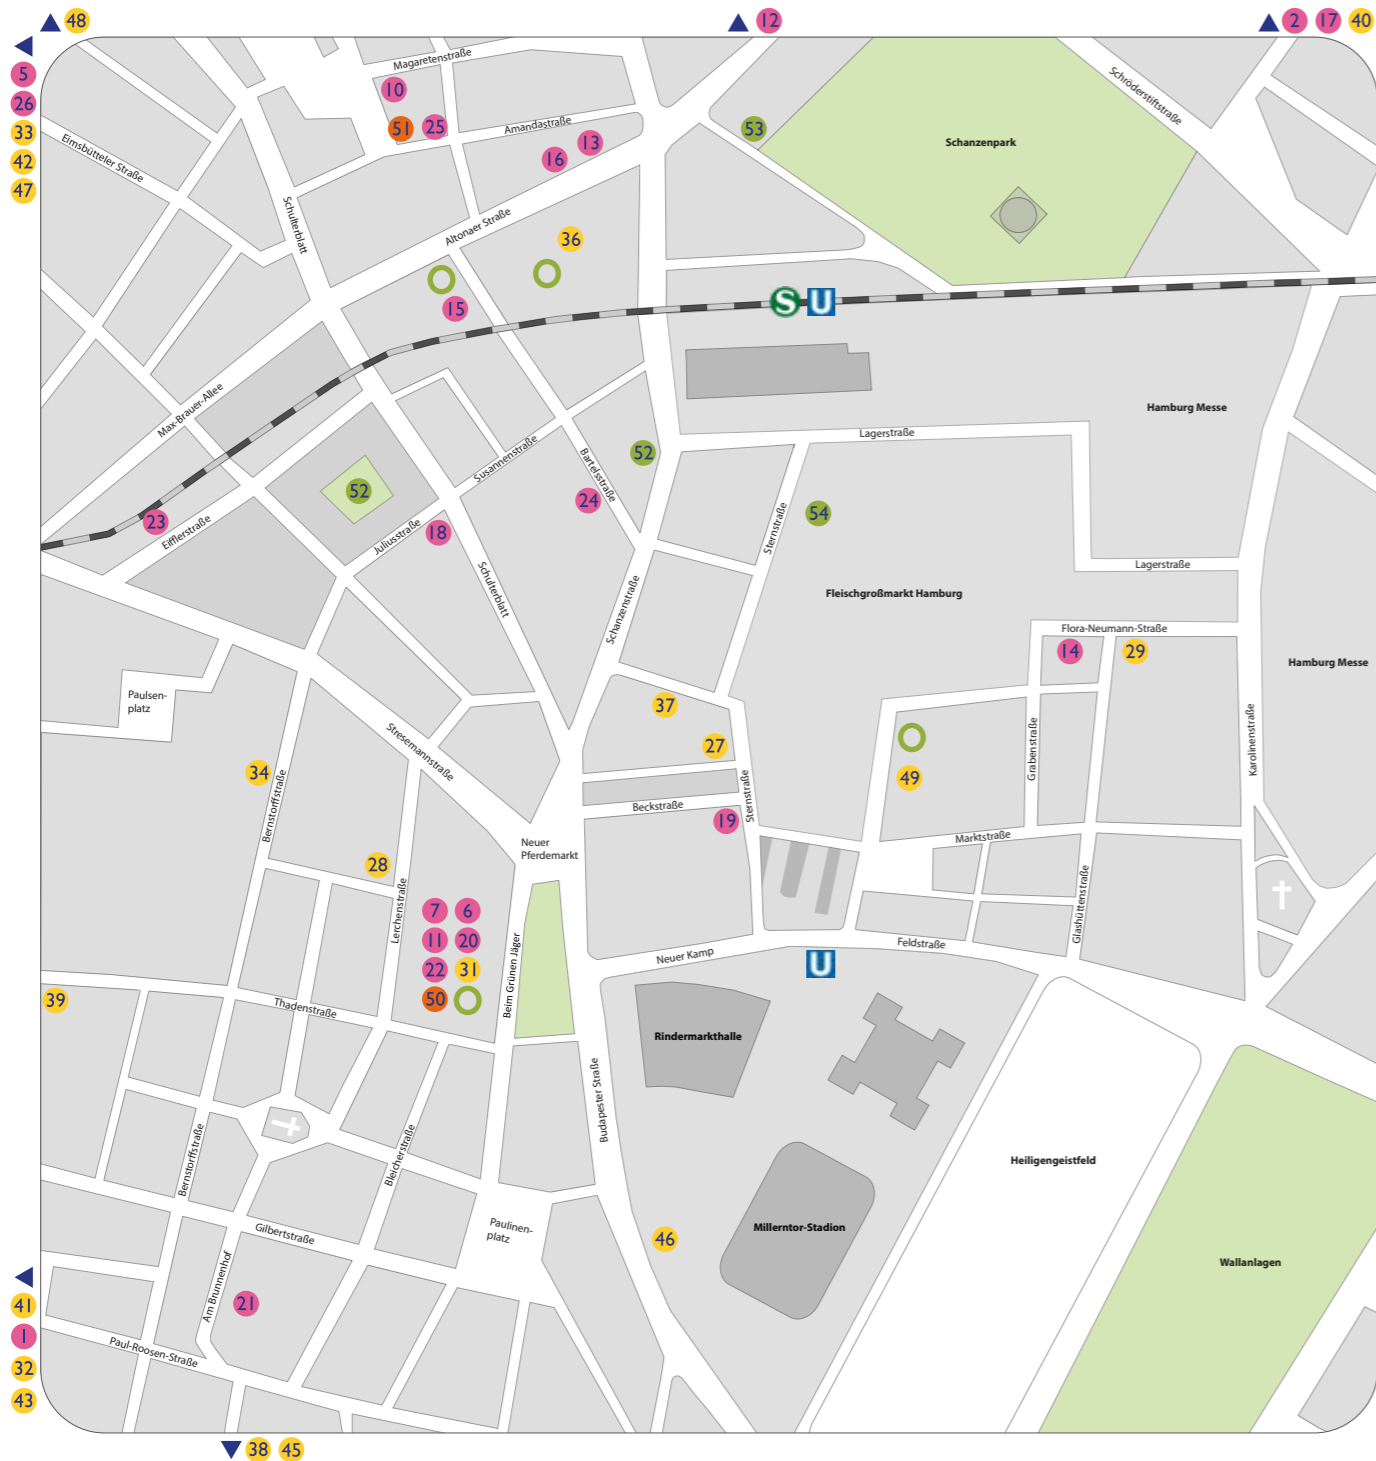 48
12
2 17 40
5
26
33
42
47
Magaretenstraße
10
51 25
Amandastraße
13
16
53
Schanzenpark
Schröderstiftstraße
Eimsbütteler Straße
Schulterblatt
Altonaer Straße
36
15
S U
Max-Brauer-Allee
Hamburg Messe
Lagerstraße
Susannenstraße
Bartelsstraße
52
52
24
23
Eifflerstraße
Juliusstraße
18
Sternstraße
54
Lagerstraße
Schulterblatt
Schanzenstraße
Fleischgroßmarkt Hamburg
Flora-Neumann-Straße
14
29
Hamburg Messe
Paulsen-
platz
37
27
Stresemannstraße
Grabenstraße
Karolinenstraße
34
49
Bernstorffstraße
Sternstraße
Beckstraße
19
Neuer
Pferdemarkt
Marktstraße
28
Lerchenstraße
7 6
11 20
22 31
50
Beim Grünen Jäger
Glashüttenstraße
Feldstraße
Neuer Kamp
U
39
Thadenstraße
Rindermarkthalle
Budapester Straße
Bernstorffstraße
Bleicherstraße
Heiligengeistfeld
Gilbertstraße
Paulinen-
platz
Millerntor-Stadion
46
Wallanlagen
Am Brunnenhof
21
41
1
32
43
Paul-Roosen-Straße
38 45